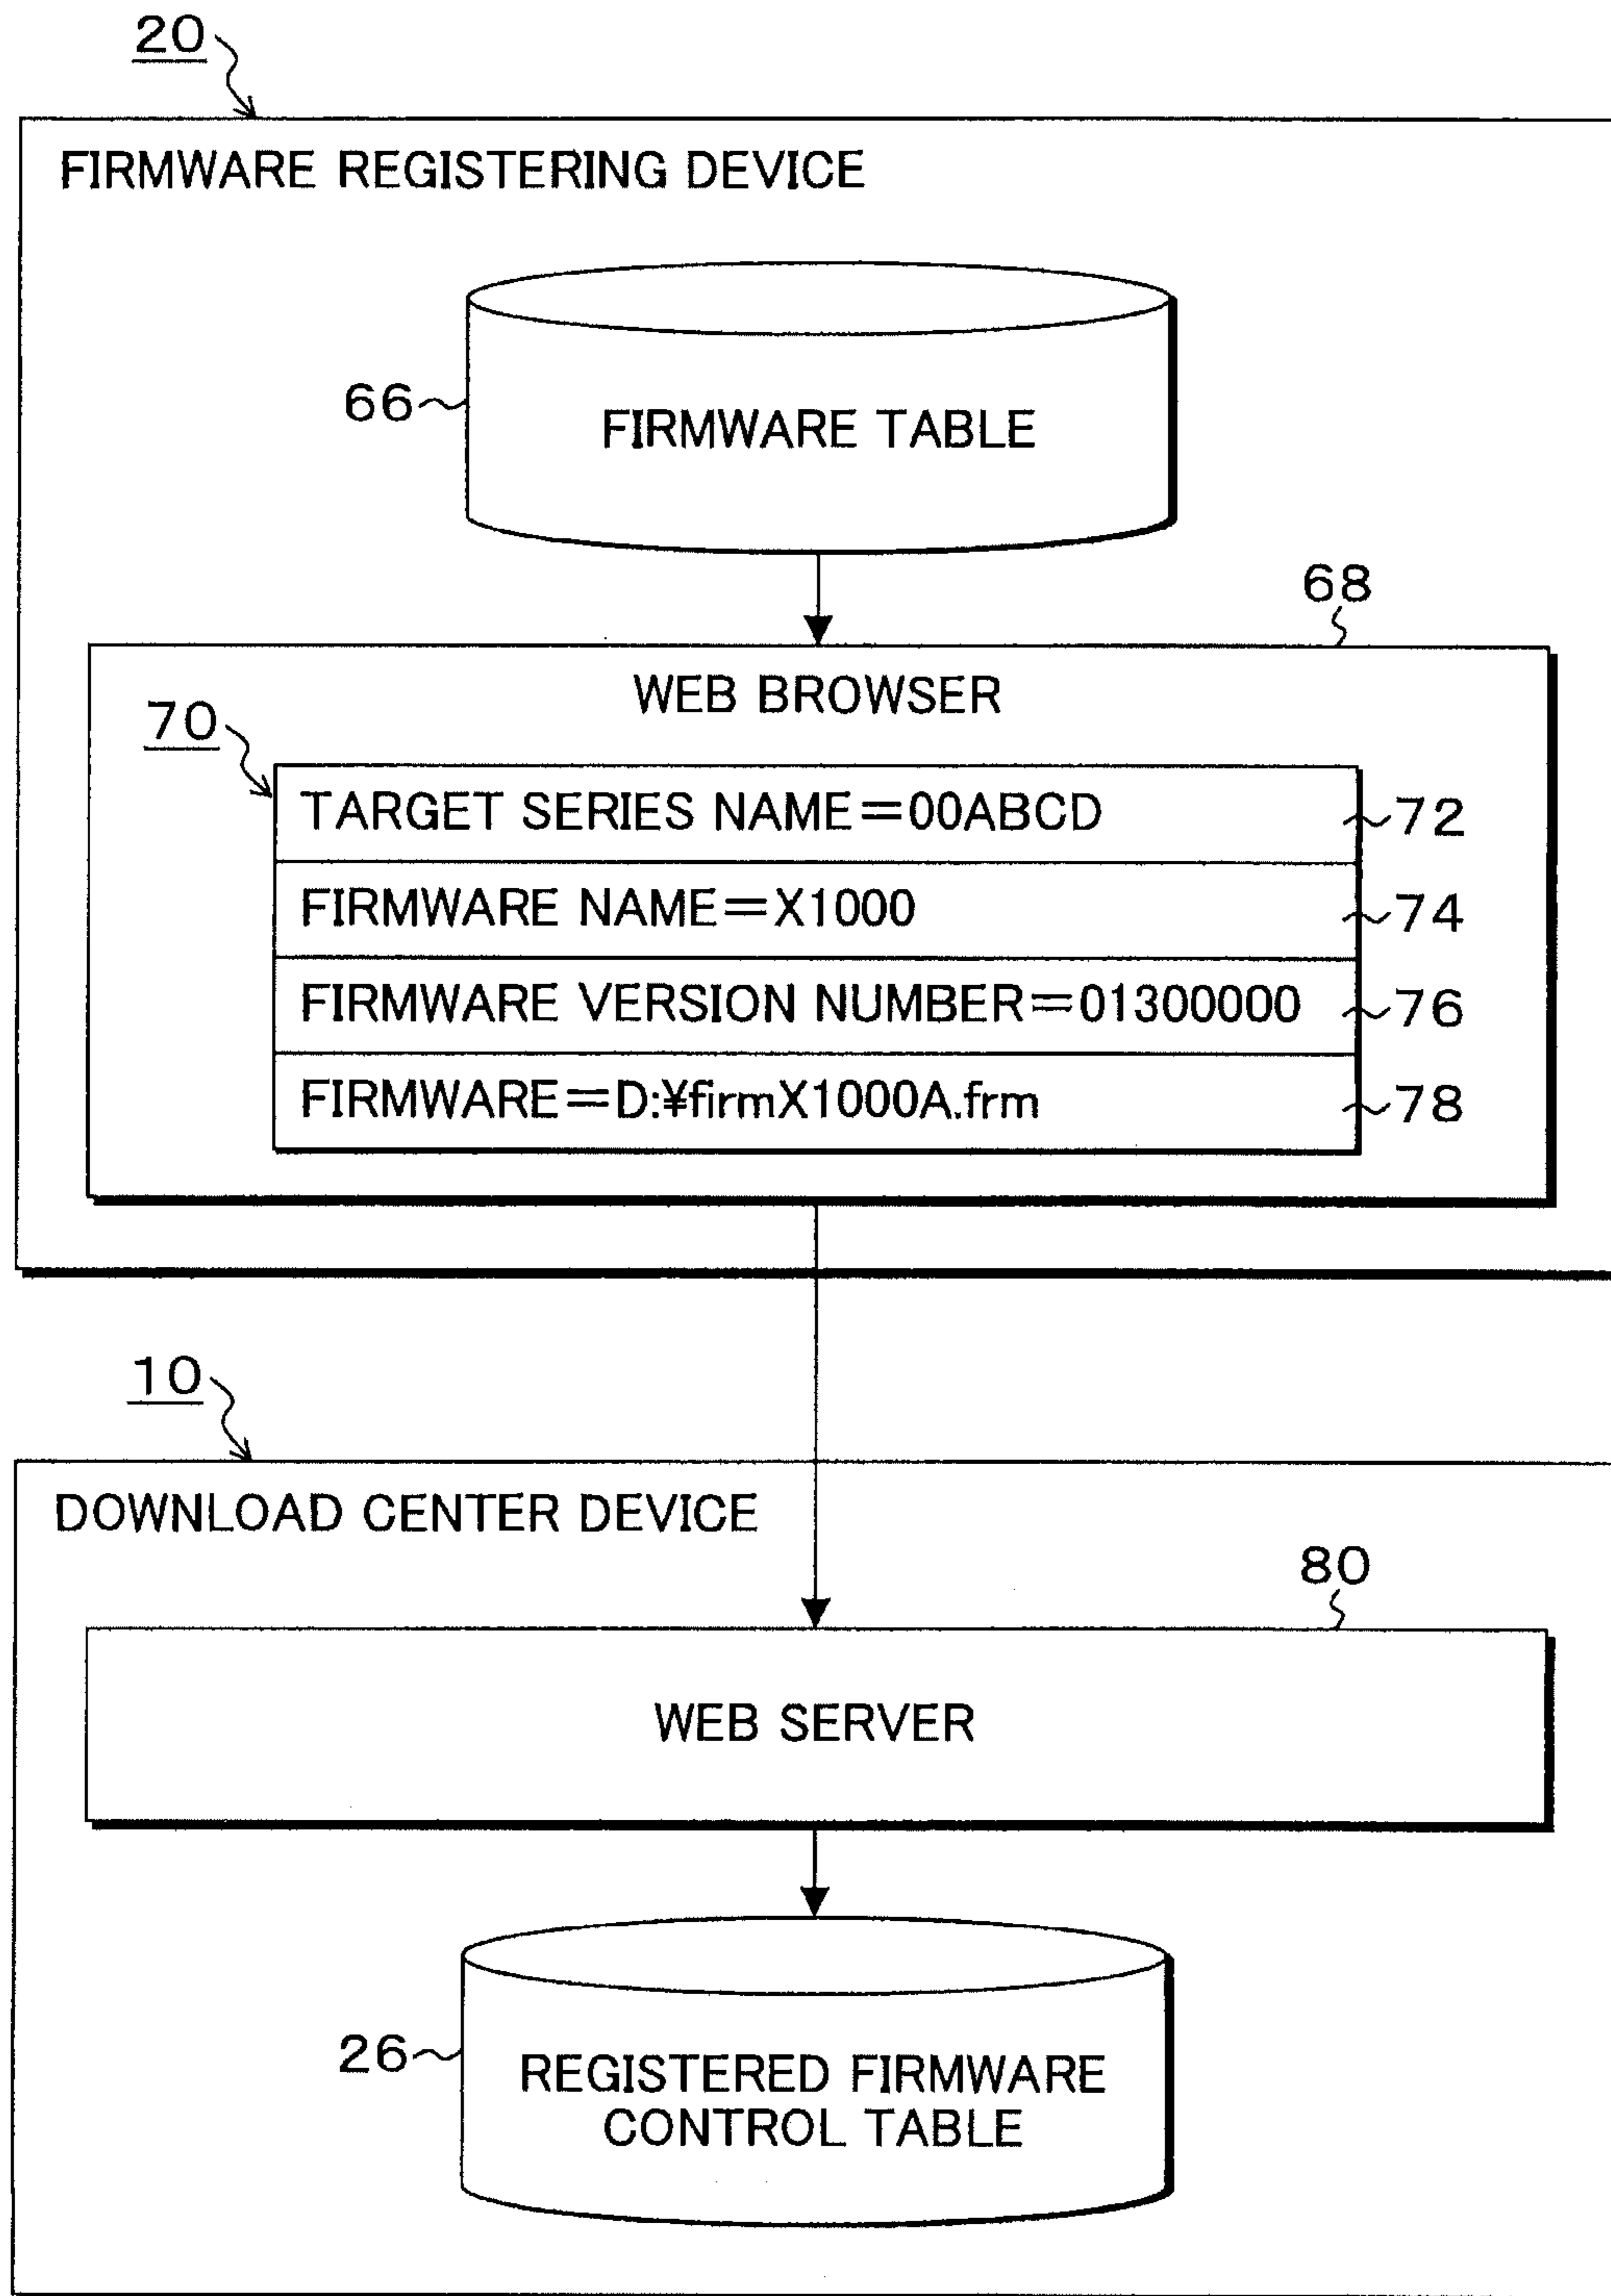 20
FIRMWARE REGISTERING DEVICE
66
FIRMWARE TABLE
68
WEB BROWSER
70
TARGET SERIES NAME=00ABCD
72
FIRMWARE NAME=X1000
74
FIRMWARE VERSION NUMBER=01300000
76
FIRMWARE=D:¥firmX1000A.frm
78
10
DOWNLOAD CENTER DEVICE
80
WEB SERVER
26
REGISTERED FIRMWARE
CONTROL TABLE